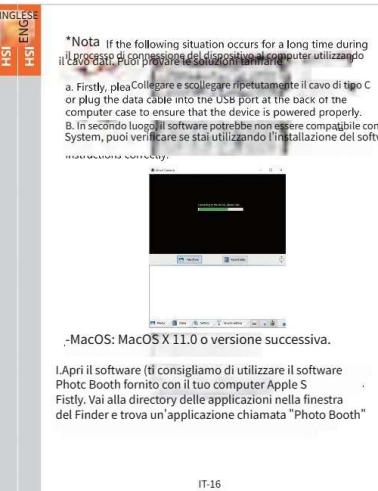 INGLESE
ENG
HSI
HSI
*Nota If the following situation occurs for a long time during
il processo di connessione del dispositivo al computer utilizzando
il cavo dati. Puoi provare le soluzioni tariffarie
a. Firstly, plea Collegare e scollegare ripetutamente il cavo di tipo C
or plug the data cable into the USB port at the back of the
computer case to ensure that the device is powered properly.
B. In secondo luogo, il software potrebbe non essere compatibile con
System, puoi verificare se stai utilizzando l'installazione del softw
instructions correctly.
-MacOS: MacOS X 11.0 o versione successiva.
I.Apri il software (ti consigliamo di utilizzare il software
Photc Booth fornito con il tuo computer Apple S
Fistly. Vai alla directory delle applicazioni nella finestra
del Finder e trova un'applicazione chiamata "Photo Booth"
IT-16